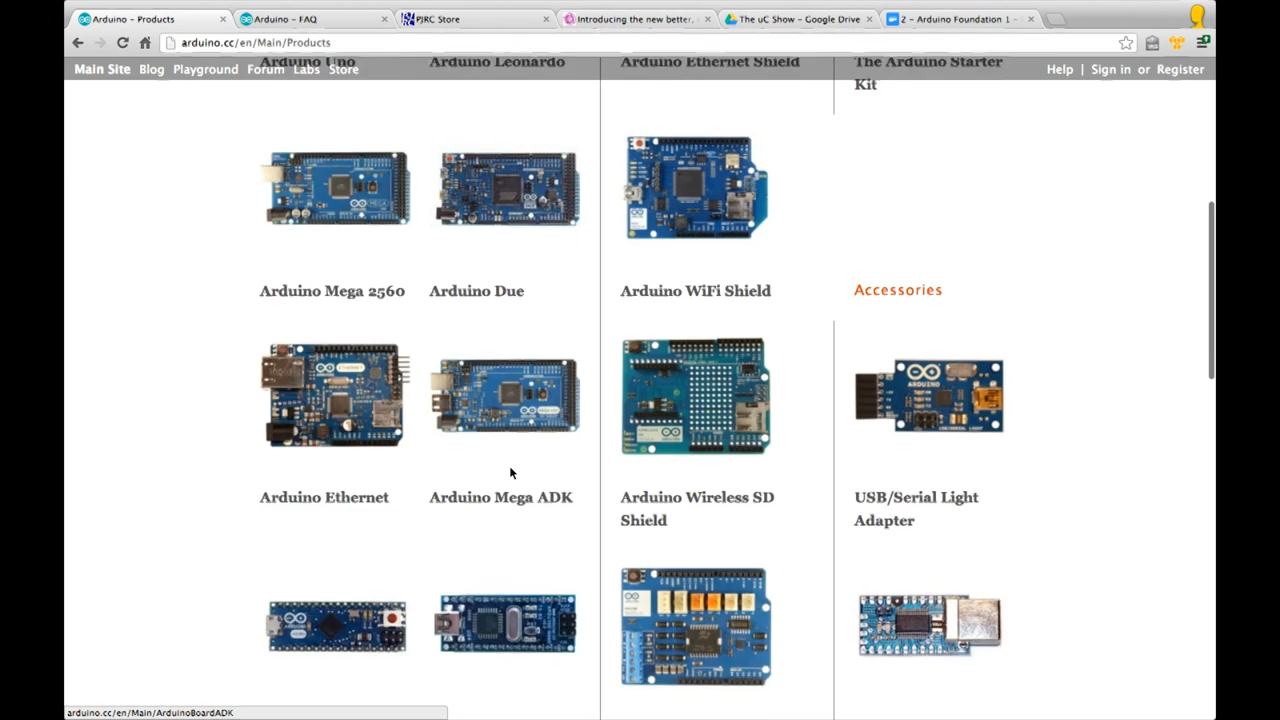 Arduino - Products
Arduino - FAQ
PJRC Store
Introducing the new better,
The uC Show - Google Drive
2 - Arduino Foundation 1 -
arduino.cc/en/Main/Products
Arduino Uno
Arduino Leonardo
Arduino Ethernet Shield
The Arduino Starter
Kit
Main Site Blog Playground Forum Labs Store
Help | Sign in or Register
Arduino Mega 2560
Arduino Due
Arduino WiFi Shield
Accessories
ARDUINO
Arduino Ethernet
Arduino Mega ADK
Arduino Wireless SD
Shield
USB/Serial Light
Adapter
arduino.cc/en/Main/ArduinoBoardADK